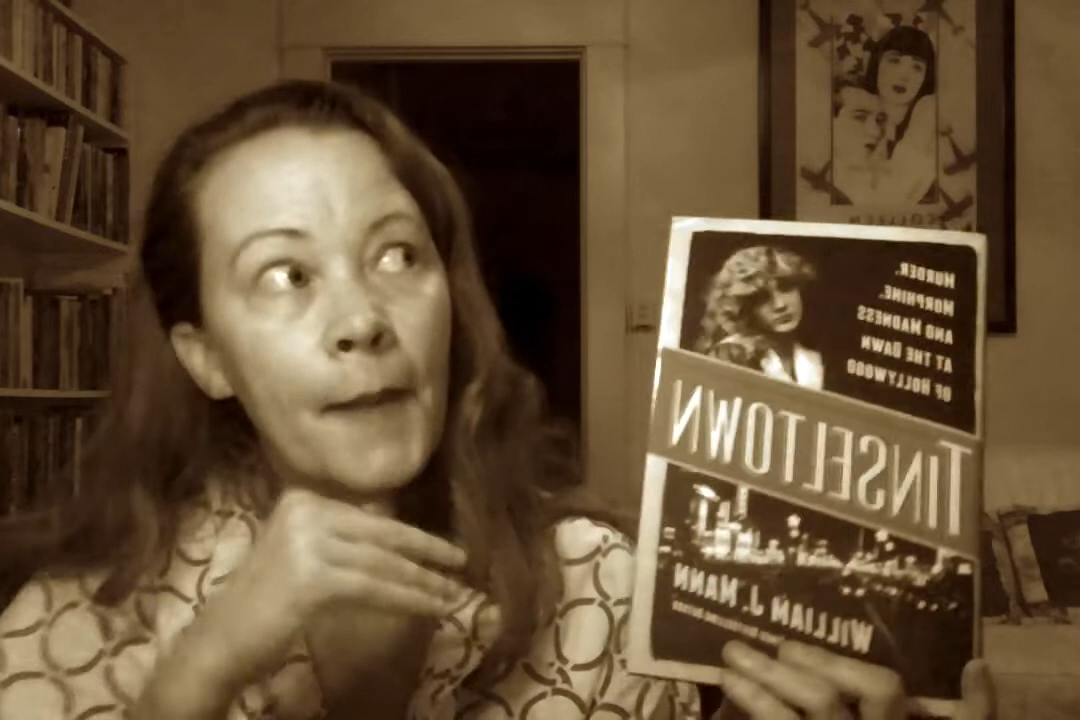 MURDER,
MORPHINE,
AND MADNESS
AT THE DAWN
OF HOLLYWOOD
TINSELTOWN
WILLIAM J. MANN